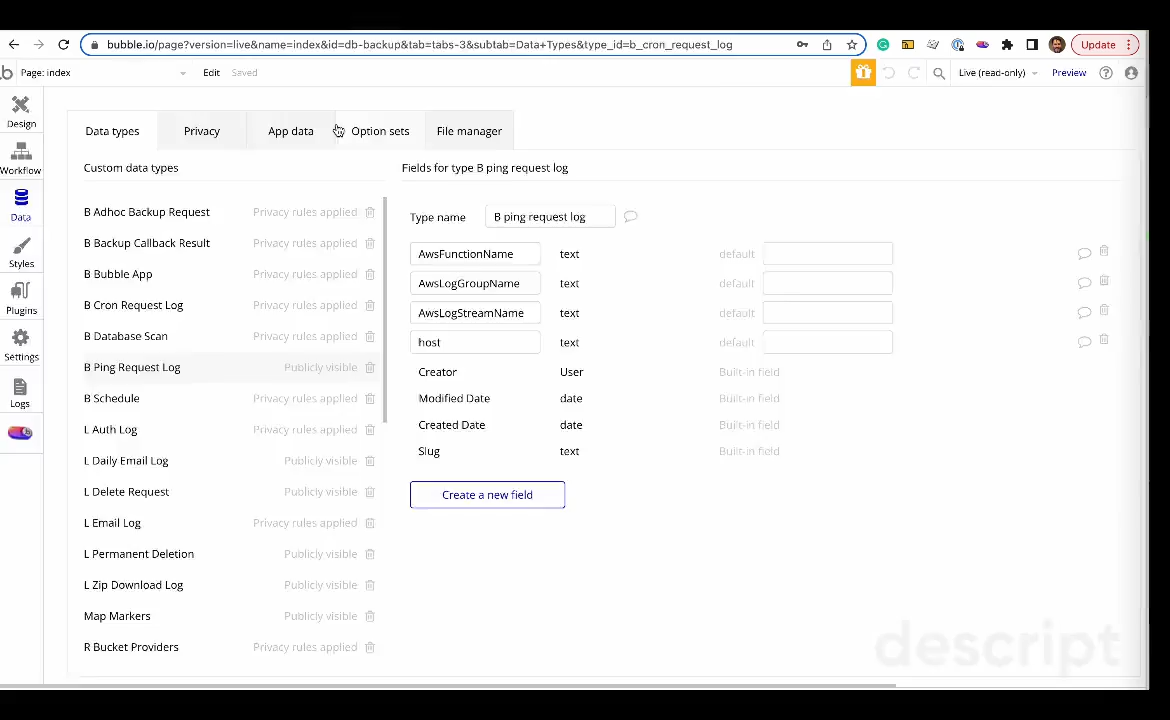 bubble.io/page?version=live&name=index&id=db-backup&tab=tabs-3&subtab=Data+Types&type_id=b_cron_request_log
Update
Page: index
Edit
Saved
Live (read-only)
Preview
Design
Workflow
Data
Styles
Plugins
Settings
Logs
Data types
Privacy
App data
Option sets
File manager
Custom data types
B Adhoc Backup Request Privacy rules applied
B Backup Callback Result Privacy rules applied
B Bubble App Privacy rules applied
B Cron Request Log Privacy rules applied
B Database Scan Privacy rules applied
B Ping Request Log Publicly visible
B Schedule Privacy rules applied
L Auth Log Privacy rules applied
L Daily Email Log Publicly visible
L Delete Request Publicly visible
L Email Log Privacy rules applied
L Permanent Deletion Publicly visible
L Zip Download Log Publicly visible
Map Markers Publicly visible
R Bucket Providers Privacy rules applied
Fields for type B ping request log
Type name B ping request log
AwsFunctionName text default
AwsLogGroupName text default
AwsLogStreamName text default
host text default
Creator User Built-in field
Modified Date date Built-in field
Created Date date Built-in field
Slug text Built-in field
Create a new field
descript